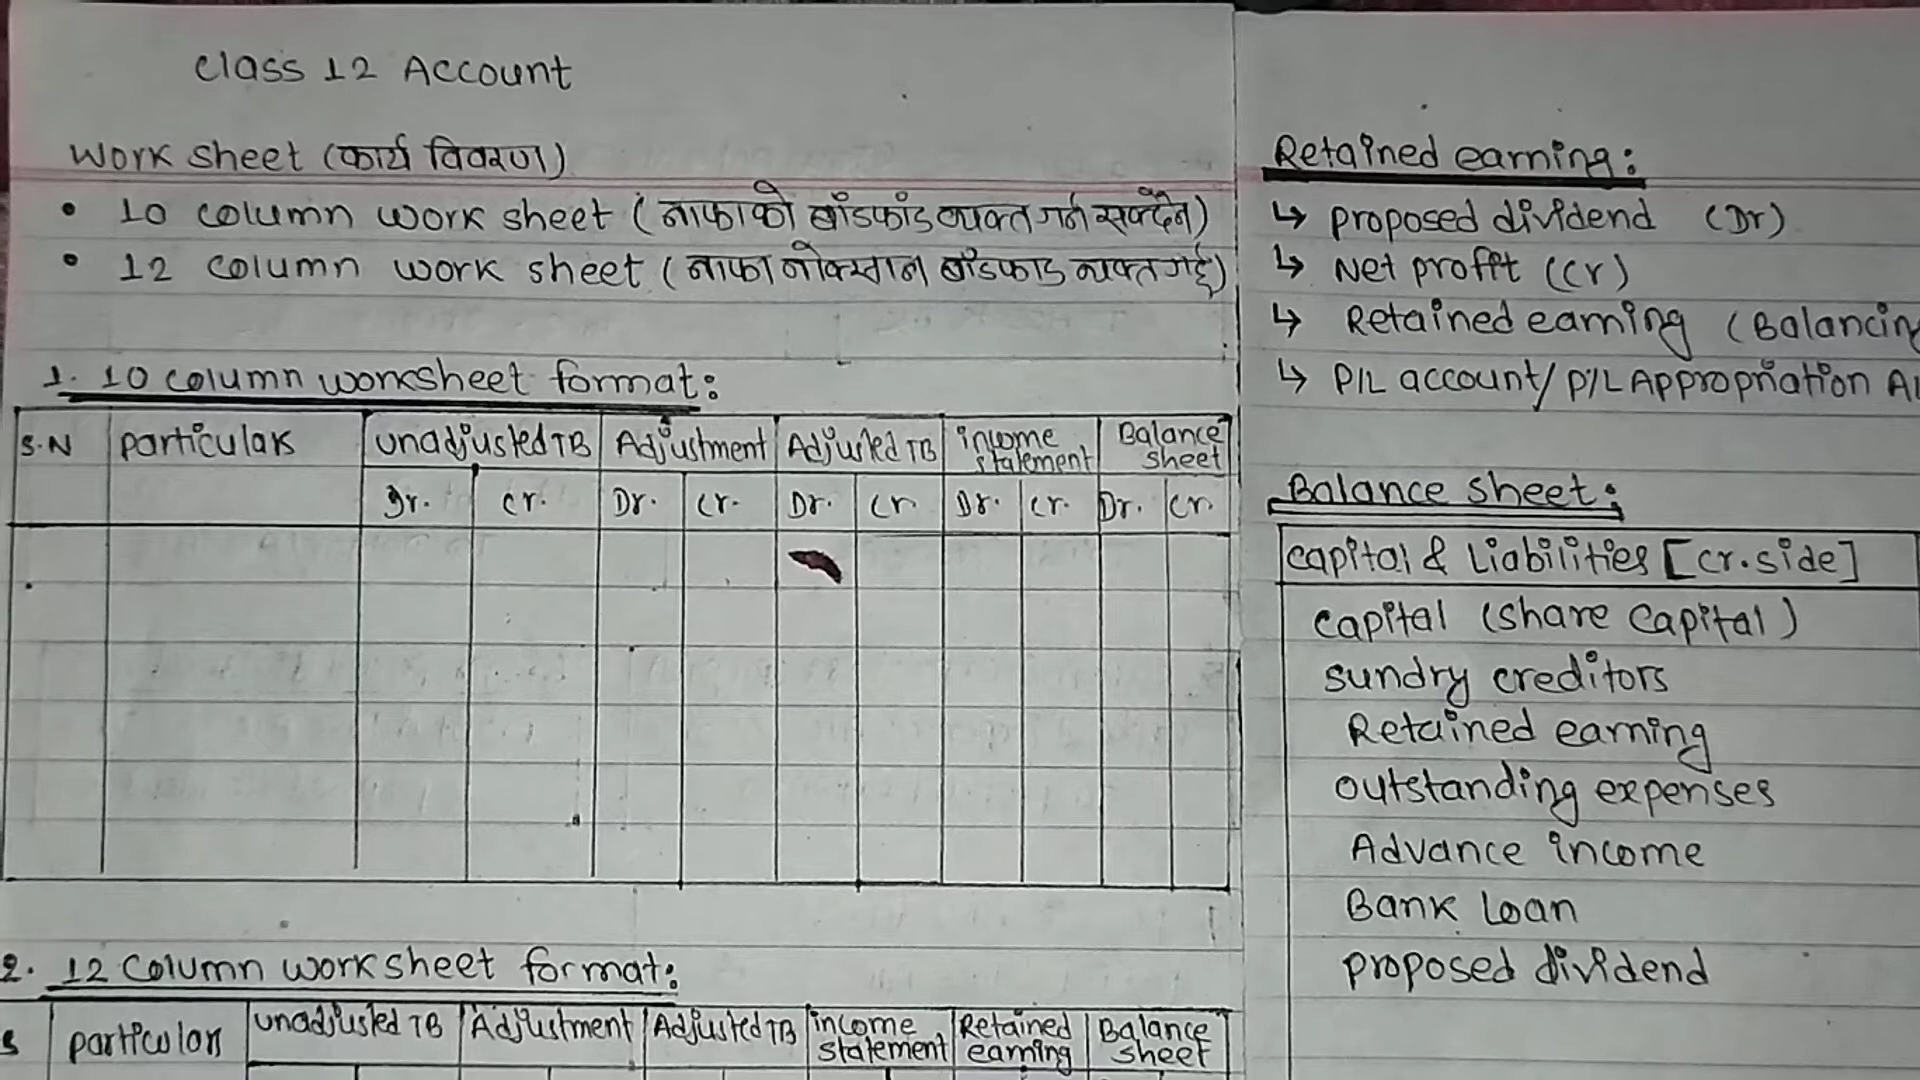 Class 12 Account
Work sheet (कार्य विवरण)
• 10 column work sheet (नाफाको बाँडफाँड व्यक्त गर्न सक्दैन)
• 12 column work sheet (नाफा नोक्सान बाँडफाड व्यक्त गर्दछ)
1. 10 column worksheet format:
S.N particulars unadjusted TB Adjustment Adjusted TB income statement Balance sheet
Dr. cr. Dr. cr. Dr. cr Dr. cr. Dr. cr.
2. 12 column worksheet format:
S particulars unadjusted TB Adjustment Adjusted TB income statement Retained earning Balance sheet
Retained earning:
↳ proposed dividend (Dr)
↳ Net profit (cr)
↳ Retained earning (Balancing
↳ P/L account/ P/L Appropriation A/
Balance sheet:
capital & Liabilities [cr.side]
capital (share capital)
sundry creditors
Retained earning
outstanding expenses
Advance income
Bank Loan
proposed dividend